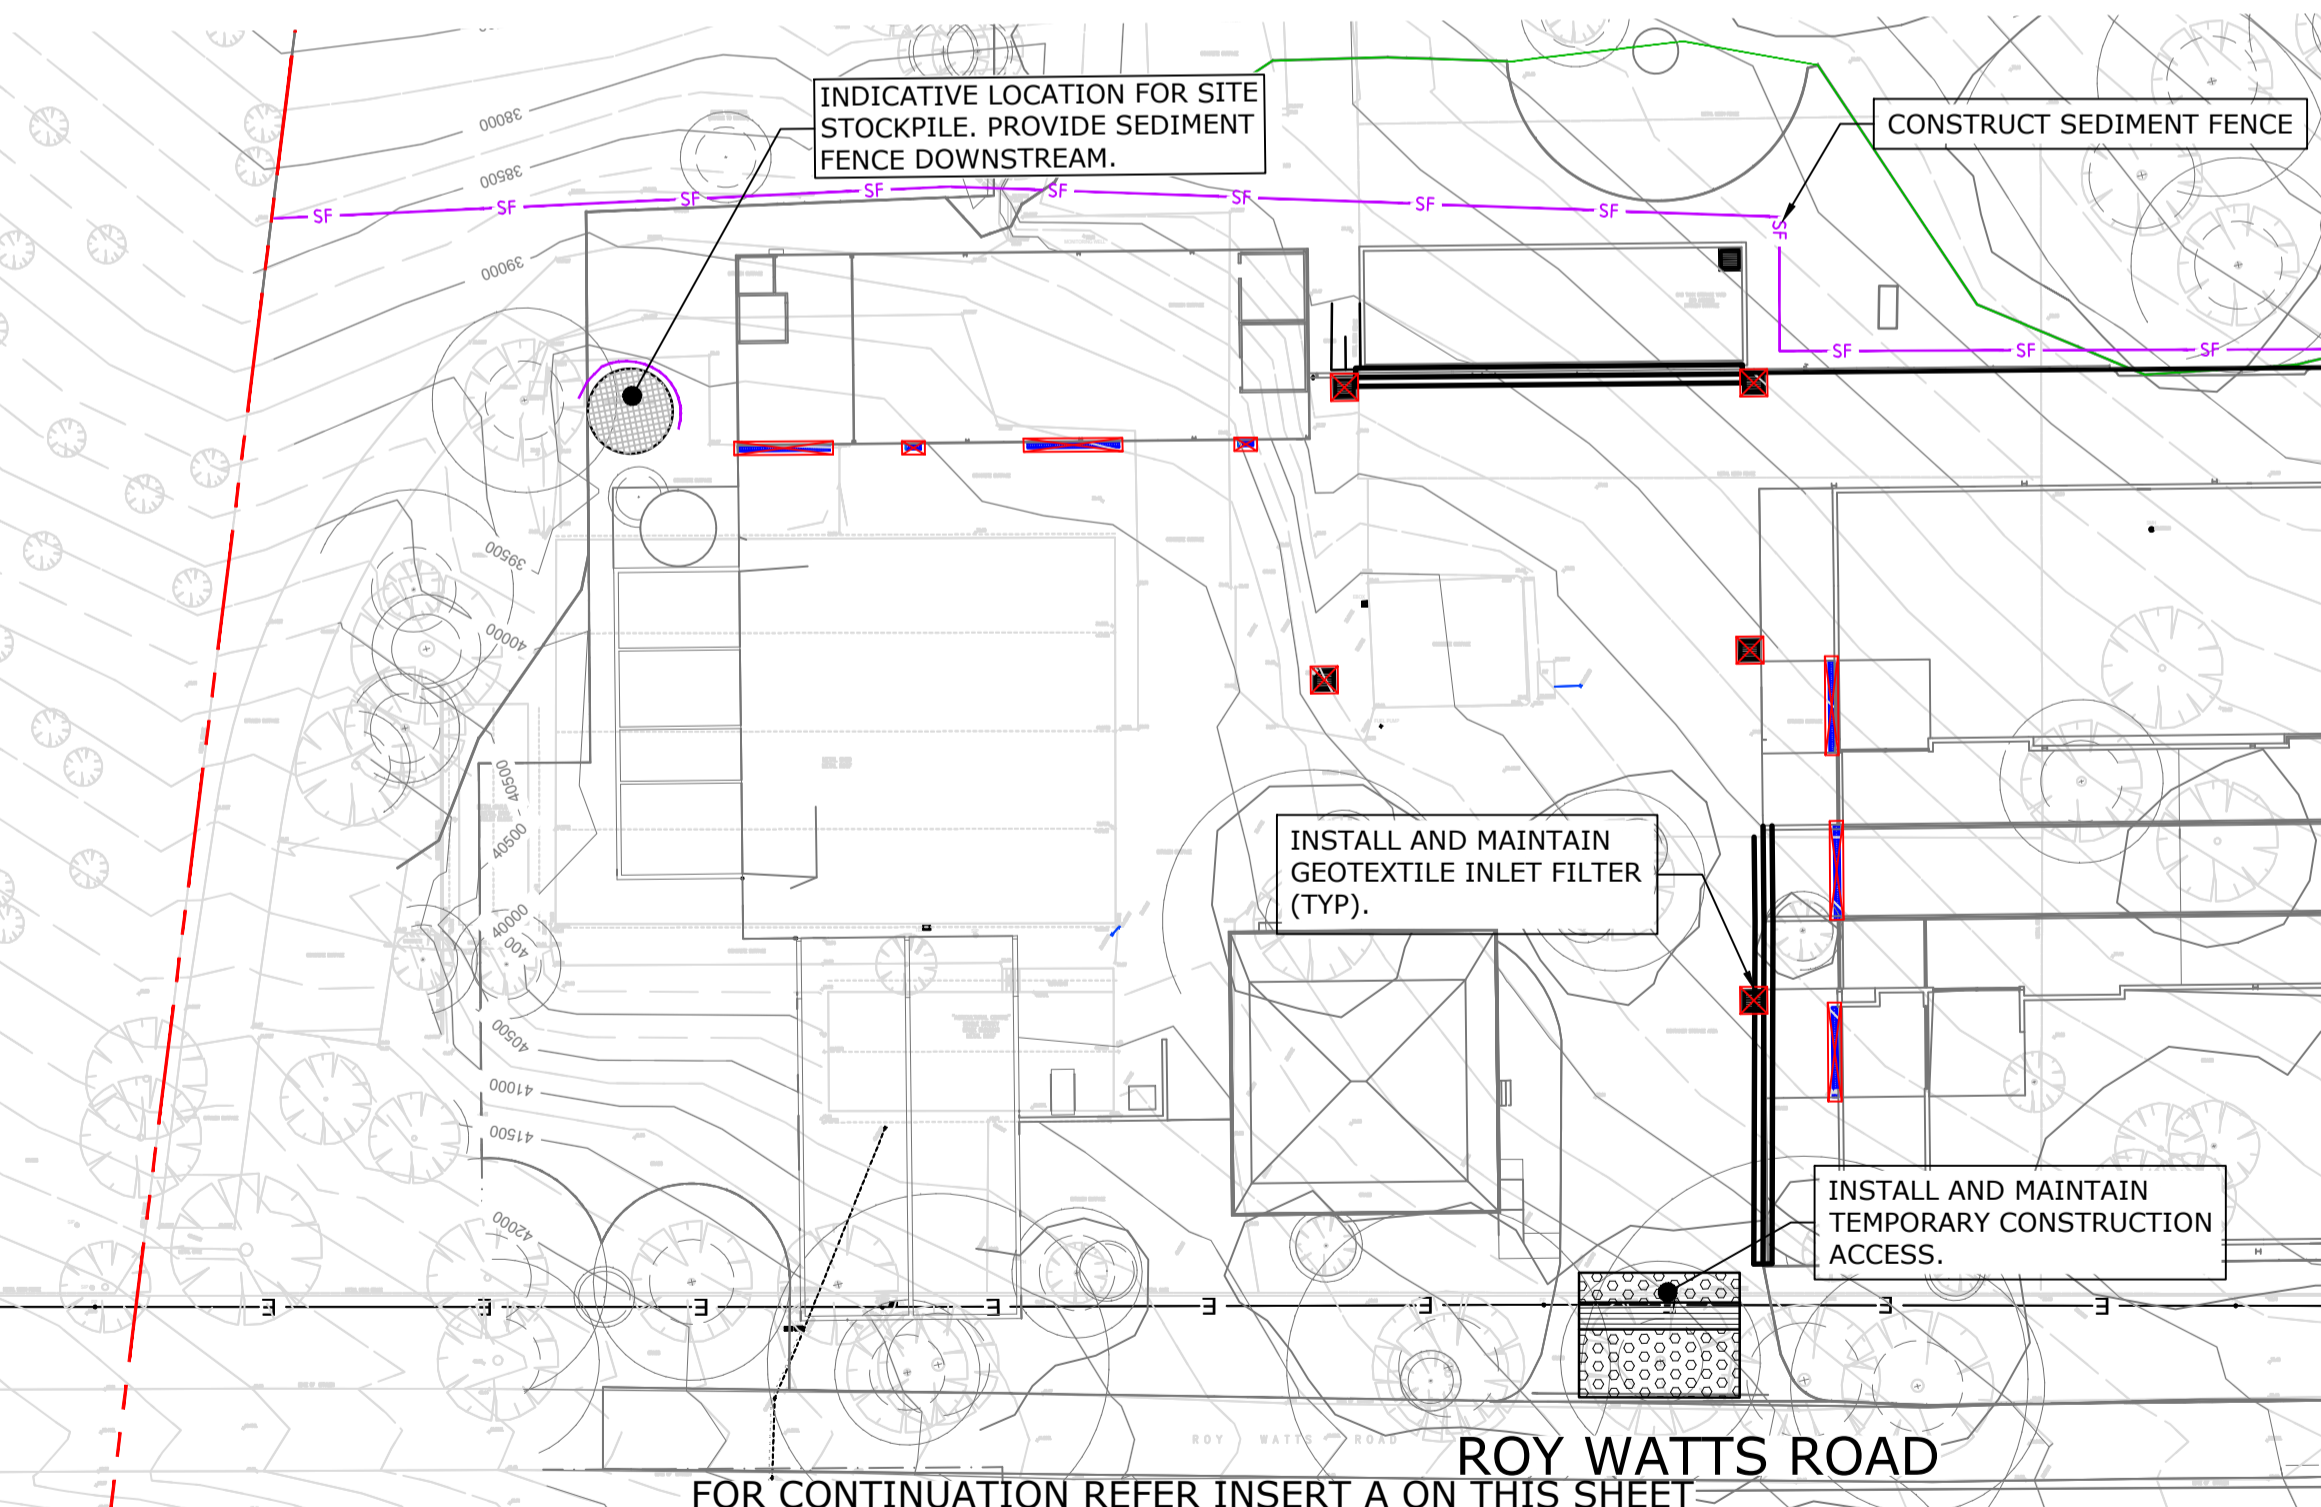 INDICATIVE LOCATION FOR SITE
STOCKPILE. PROVIDE SEDIMENT
FENCE DOWNSTREAM.
CONSTRUCT SEDIMENT FENCE
38000
38500
SF SF SF SF SF SF SF SF
SF
39000
SF SF SF
39500
40000
40500
40500
INSTALL AND MAINTAIN
GEOTEXTILE INLET FILTER
(TYP).
40000
400
40500
41000
41500
INSTALL AND MAINTAIN
TEMPORARY CONSTRUCTION
ACCESS.
42000
E E E E E E E E
ROY WATTS ROAD
ROY WATTS ROAD
FOR CONTINUATION REFER INSERT A ON THIS SHEET